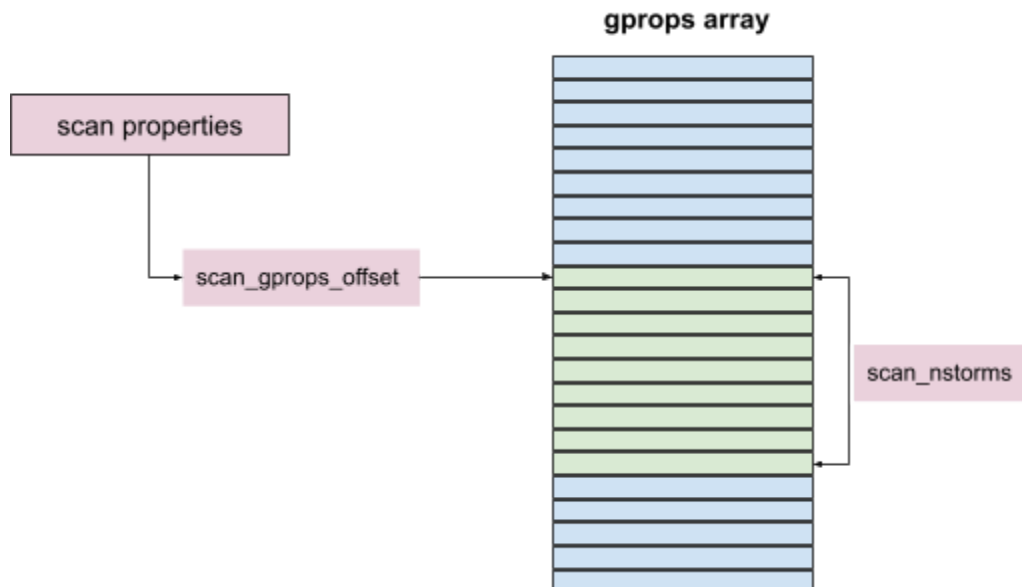 gprops array
scan properties
scan_gprops_offset
scan_nstorms